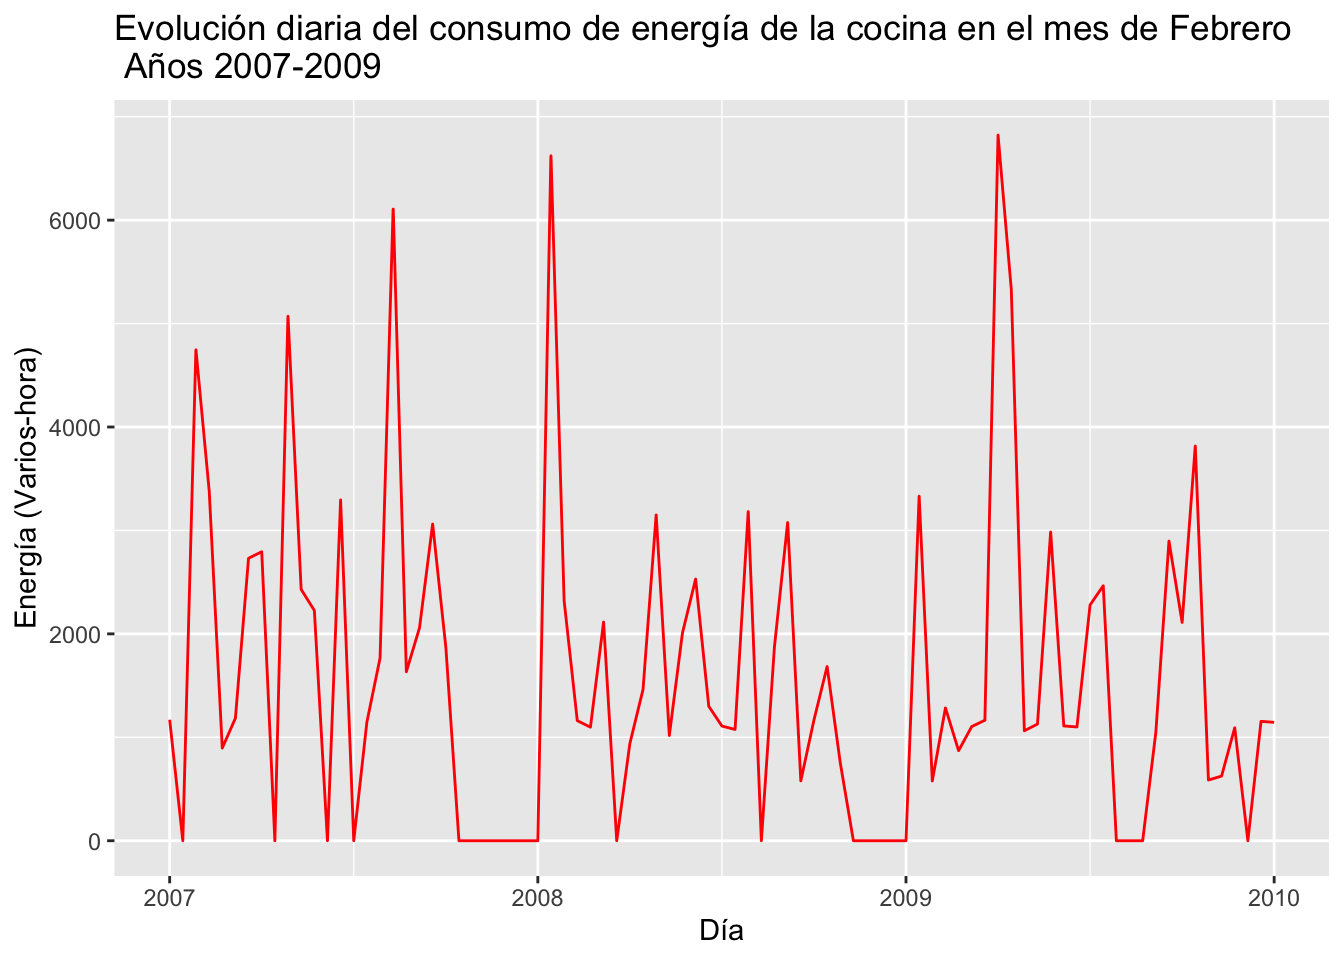 Evolución diaria del consumo de energía de la cocina en el mes de Febrero
Años 2007-2009
Energía (Varios-hora)
6000
4000
2000
0
2007 2008 2009 2010
Día